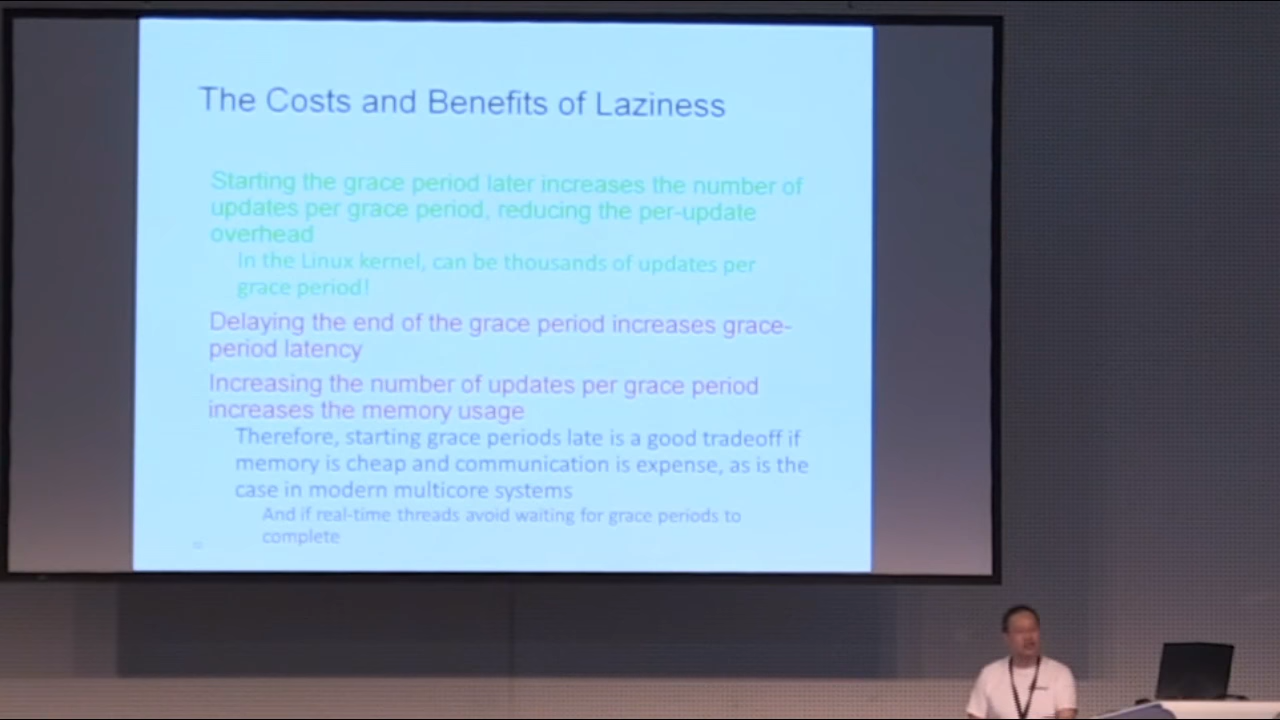 The Costs and Benefits of Laziness
Starting the grace period later increases the number of
updates per grace period, reducing the per-update
overhead
In the Linux kernel, can be thousands of updates per
grace period!
Delaying the end of the grace period increases grace-
period latency
Increasing the number of updates per grace period
increases the memory usage
Therefore, starting grace periods late is a good tradeoff if
memory is cheap and communication is expense, as is the
case in modern multicore systems
And if real-time threads avoid waiting for grace periods to
complete